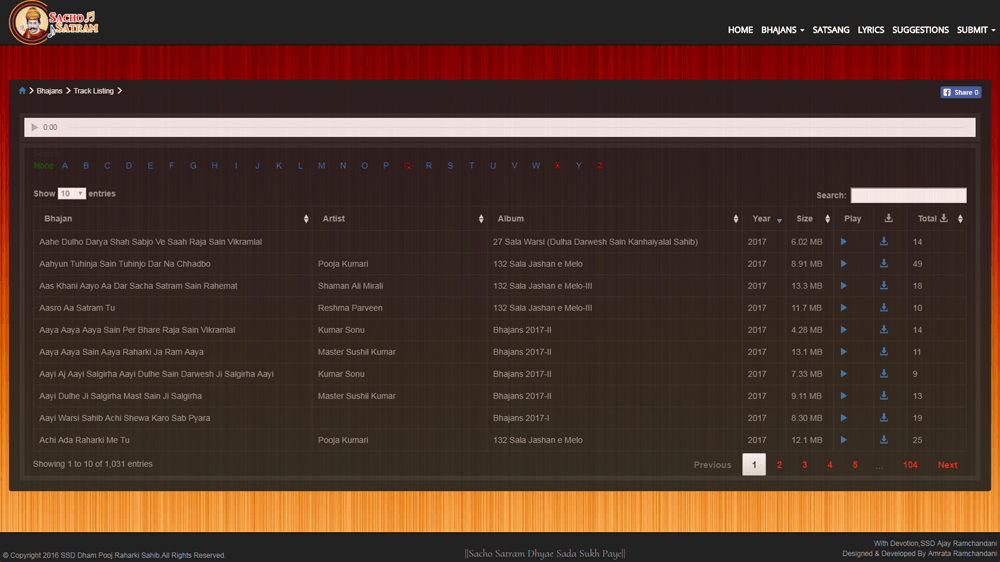 SACHO
SATRAM
HOME BHAJANS SATSANG LYRICS SUGGESTIONS SUBMIT
Bhajans Track Listing
Share 0
0:00
None A B C D E F G H I J K L M N O P Q R S T U V W X Y Z
Show 10 entries
Search:
Bhajan Artist Album Year Size Play Total
Aahe Dulho Darya Shah Sabjo Ve Saah Raja Sain Vikramlal 27 Sala Warsi (Dulha Darwesh Sain Kanhaiyalal Sahib) 2017 6.02 MB 14
Aahyun Tuhinja Sain Tuhinjo Dar Na Chhadbo Pooja Kumari 132 Sala Jashan e Melo 2017 8.91 MB 49
Aas Khani Aayo Aa Dar Sacha Satram Sain Rahemat Shaman Ali Mirali 132 Sala Jashan e Melo-III 2017 13.3 MB 18
Aasro Aa Satram Tu Reshma Parveen 132 Sala Jashan e Melo-III 2017 11.7 MB 10
Aaya Aaya Aaya Sain Per Bhare Raja Sain Vikramlal Kumar Sonu Bhajans 2017-II 2017 4.26 MB 14
Aaya Aaya Sain Aaya Raharki Ja Ram Aaya Master Sushil Kumar Bhajans 2017-II 2017 13.1 MB 11
Aayi Aj Aayi Salgirha Aayi Dulhe Sain Darwesh Ji Salgirha Aayi Kumar Sonu Bhajans 2017-II 2017 7.33 MB 9
Aayi Dulhe Ji Salgirha Mast Sain Ji Salgirha Master Sushil Kumar Bhajans 2017-II 2017 9.11 MB 13
Aayi Warsi Sahib Achi Shewa Karo Sab Pyara Bhajans 2017-I 2017 8.30 MB 19
Achi Ada Raharki Me Tu Pooja Kumari 132 Sala Jashan e Melo 2017 12.1 MB 25
Showing 1 to 10 of 1,031 entries
Previous 1 2 3 4 5 … 104 Next
With Devotion,SSD Ajay Ramchandani
© Copyright 2016 SSD Dham Pooj Raharki Sahib,All Rights Reserved.
||Sacho Satram Dhyae Sada Sukh Paye||
Designed & Developed By Amrata Ramchandani